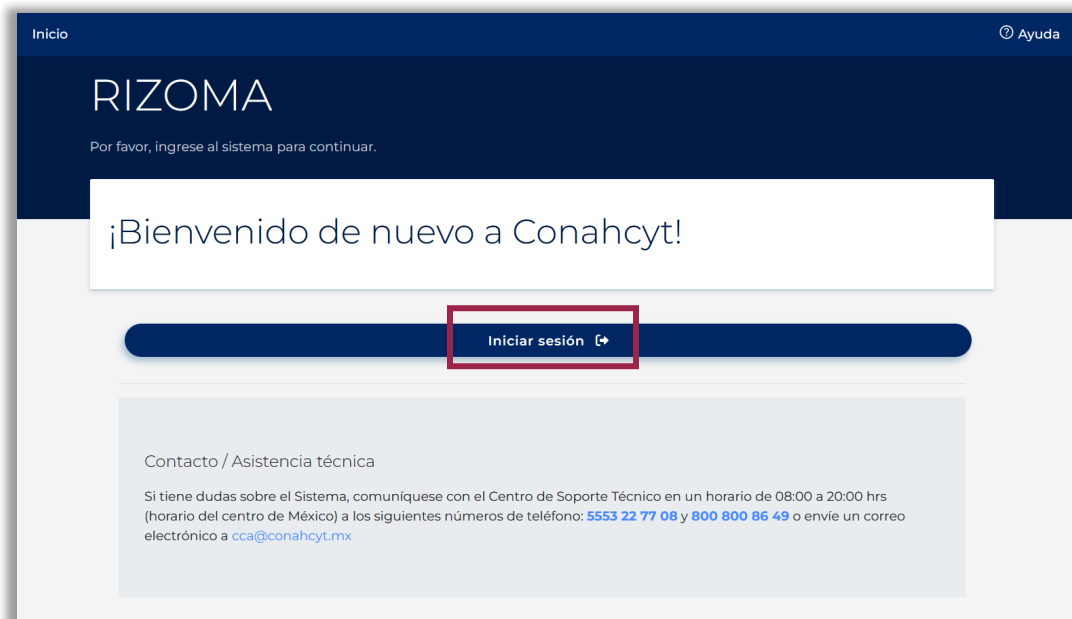 Inicio
Ayuda
RIZOMA
Por favor, ingrese al sistema para continuar.
¡Bienvenido de nuevo a Conahcyt!
Iniciar sesión
Contacto / Asistencia técnica
Si tiene dudas sobre el Sistema, comuníquese con el Centro de Soporte Técnico en un horario de 08:00 a 20:00 hrs
(horario del centro de México) a los siguientes números de teléfono: 5553 22 77 08 y 800 800 86 49 o envíe un correo
electrónico a cca@conahcyt.mx